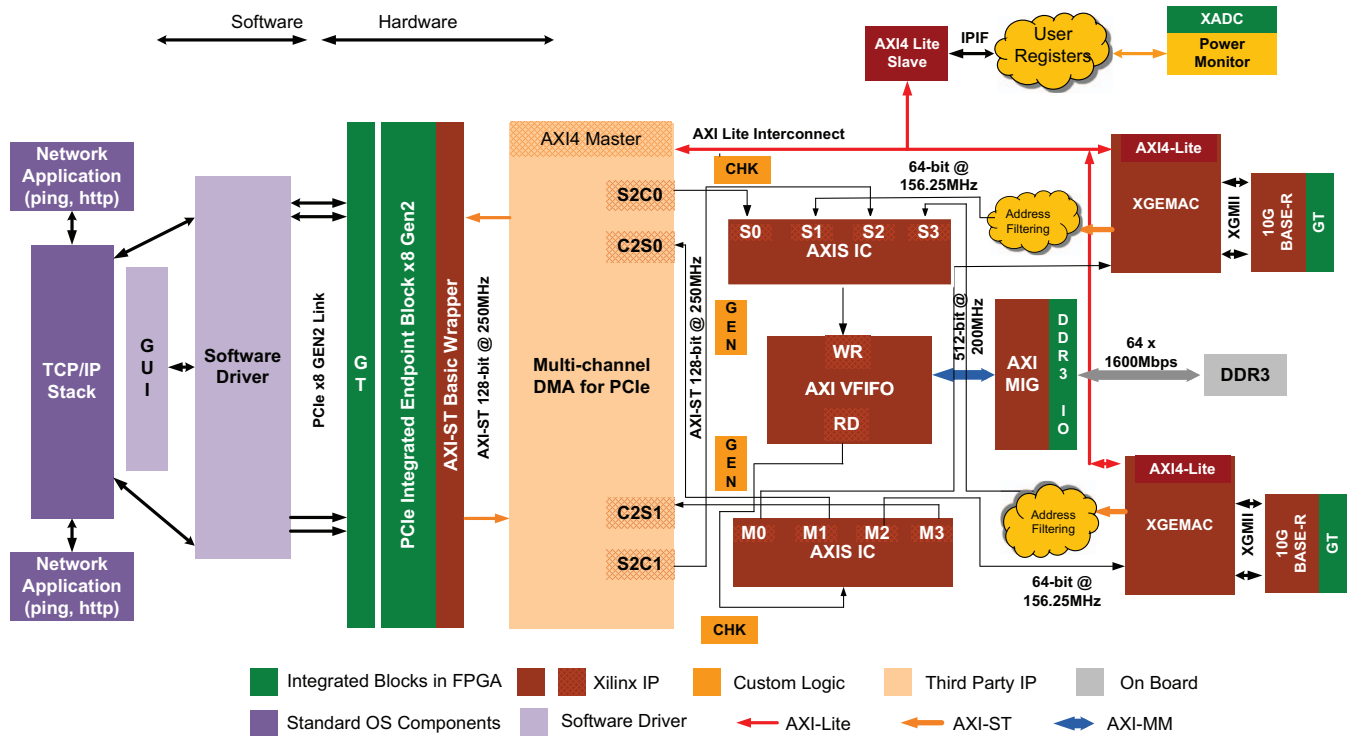 Software
Hardware
XADC
Power
Monitor
AXI4 Lite
Slave
IPIF
User
Registers
AXI4 Master
AXI Lite Interconnect
CHK
64-bit @
156.25MHz
AXI4-Lite
XGEMAC
XGMII
10G
BASE-R
GT
Network
Application
(ping, http)
S2C0
C2S0
S0
S1
S2
S3
AXIS IC
Address
Filtering
TCP/IP
Stack
G
U
I
Software
Driver
PCIe x8 GEN2 Link
G
T
PCIe Integrated Endpoint Block x8 Gen2
AXI-ST Basic Wrapper
AXI-ST 128-bit @ 250MHz
Multi-channel
DMA for PCIe
AXI-ST 128-bit @ 250MHz
G
E
N
WR
AXI VFIFO
RD
512-bit @
200MHz
AXI
MIG
D
D
R
3
IO
64 x
1600Mbps
DDR3
G
E
N
C2S1
S2C1
M0
M1
M2
M3
AXIS IC
Address
Filtering
AXI4-Lite
XGEMAC
XGMII
10G
BASE-R
GT
64-bit @
156.25MHz
CHK
Network
Application
(ping, http)
Integrated Blocks in FPGA
Xilinx IP
Custom Logic
Third Party IP
On Board
Standard OS Components
Software Driver
AXI-Lite
AXI-ST
AXI-MM